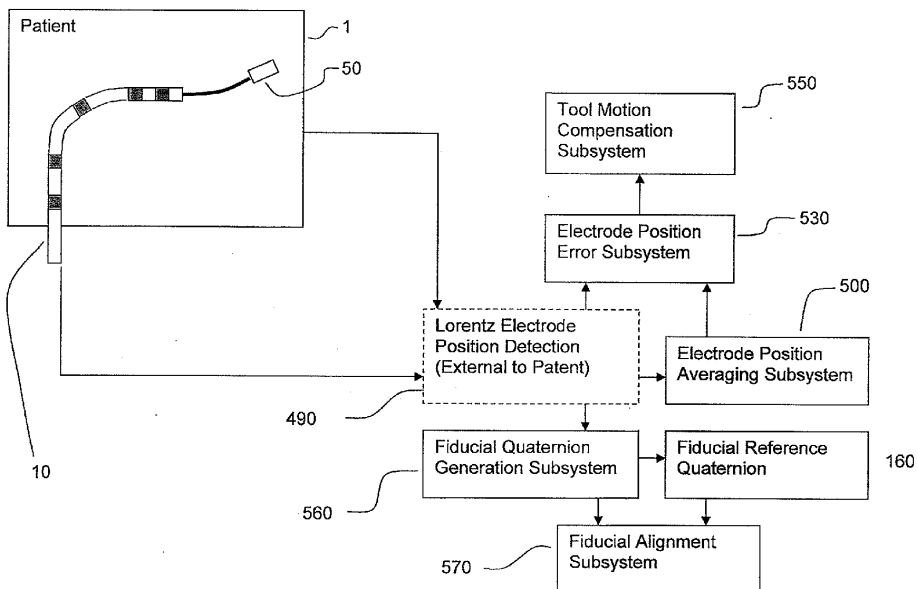 Patient
1
50
550
Tool Motion
Compensation
Subsystem
530
Electrode Position
Error Subsystem
500
Lorentz Electrode
Position Detection
(External to Patent)
Electrode Position
Averaging Subsystem
490
10
Fiducial Quaternion
Generation Subsystem
Fiducial Reference
Quaternion
160
560
Fiducial Alignment
Subsystem
570